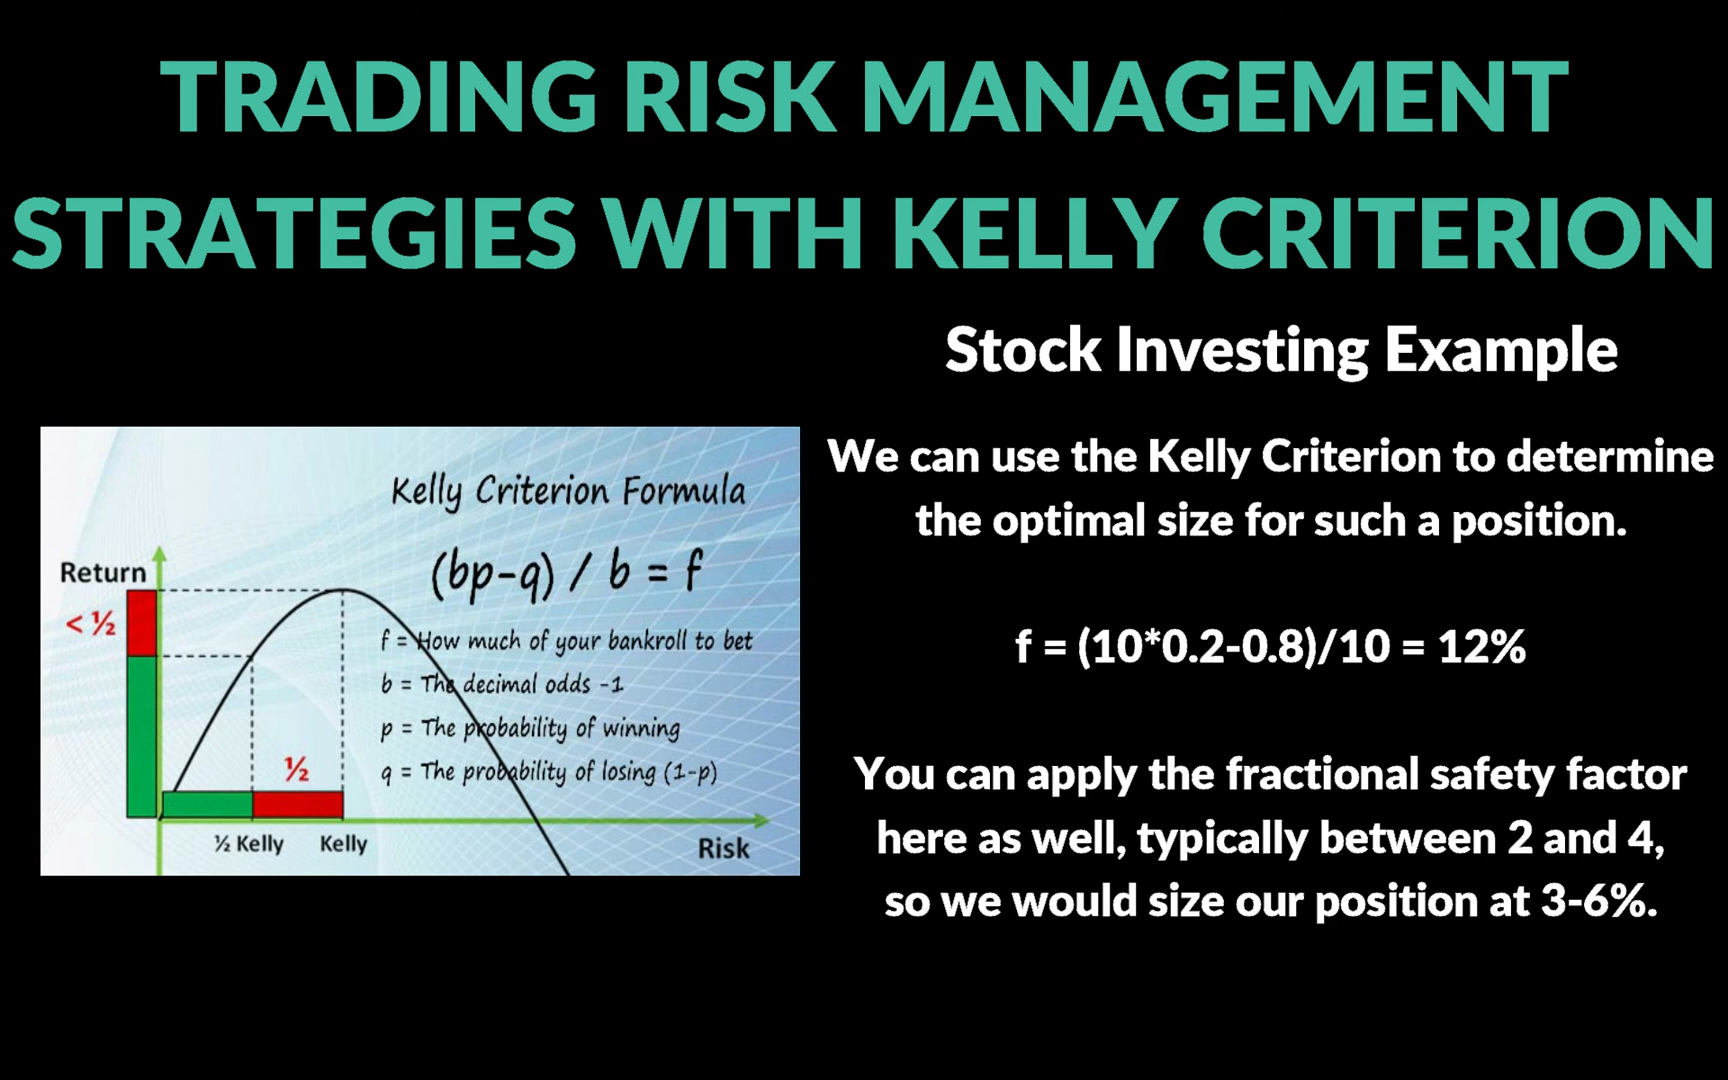 TRADING RISK MANAGEMENT
STRATEGIES WITH KELLY CRITERION
Stock Investing Example
We can use the Kelly Criterion to determine
the optimal size for such a position.
f = (10*0.2-0.8)/10 = 12%
You can apply the fractional safety factor
here as well, typically between 2 and 4,
so we would size our position at 3-6%.
Kelly Criterion Formula
(bp-q) / b = f
f = How much of your bankroll to bet
b = The decimal odds -1
p = The probability of winning
q = The probability of losing (1-p)
Return
< ½
½
½ Kelly
Kelly
Risk